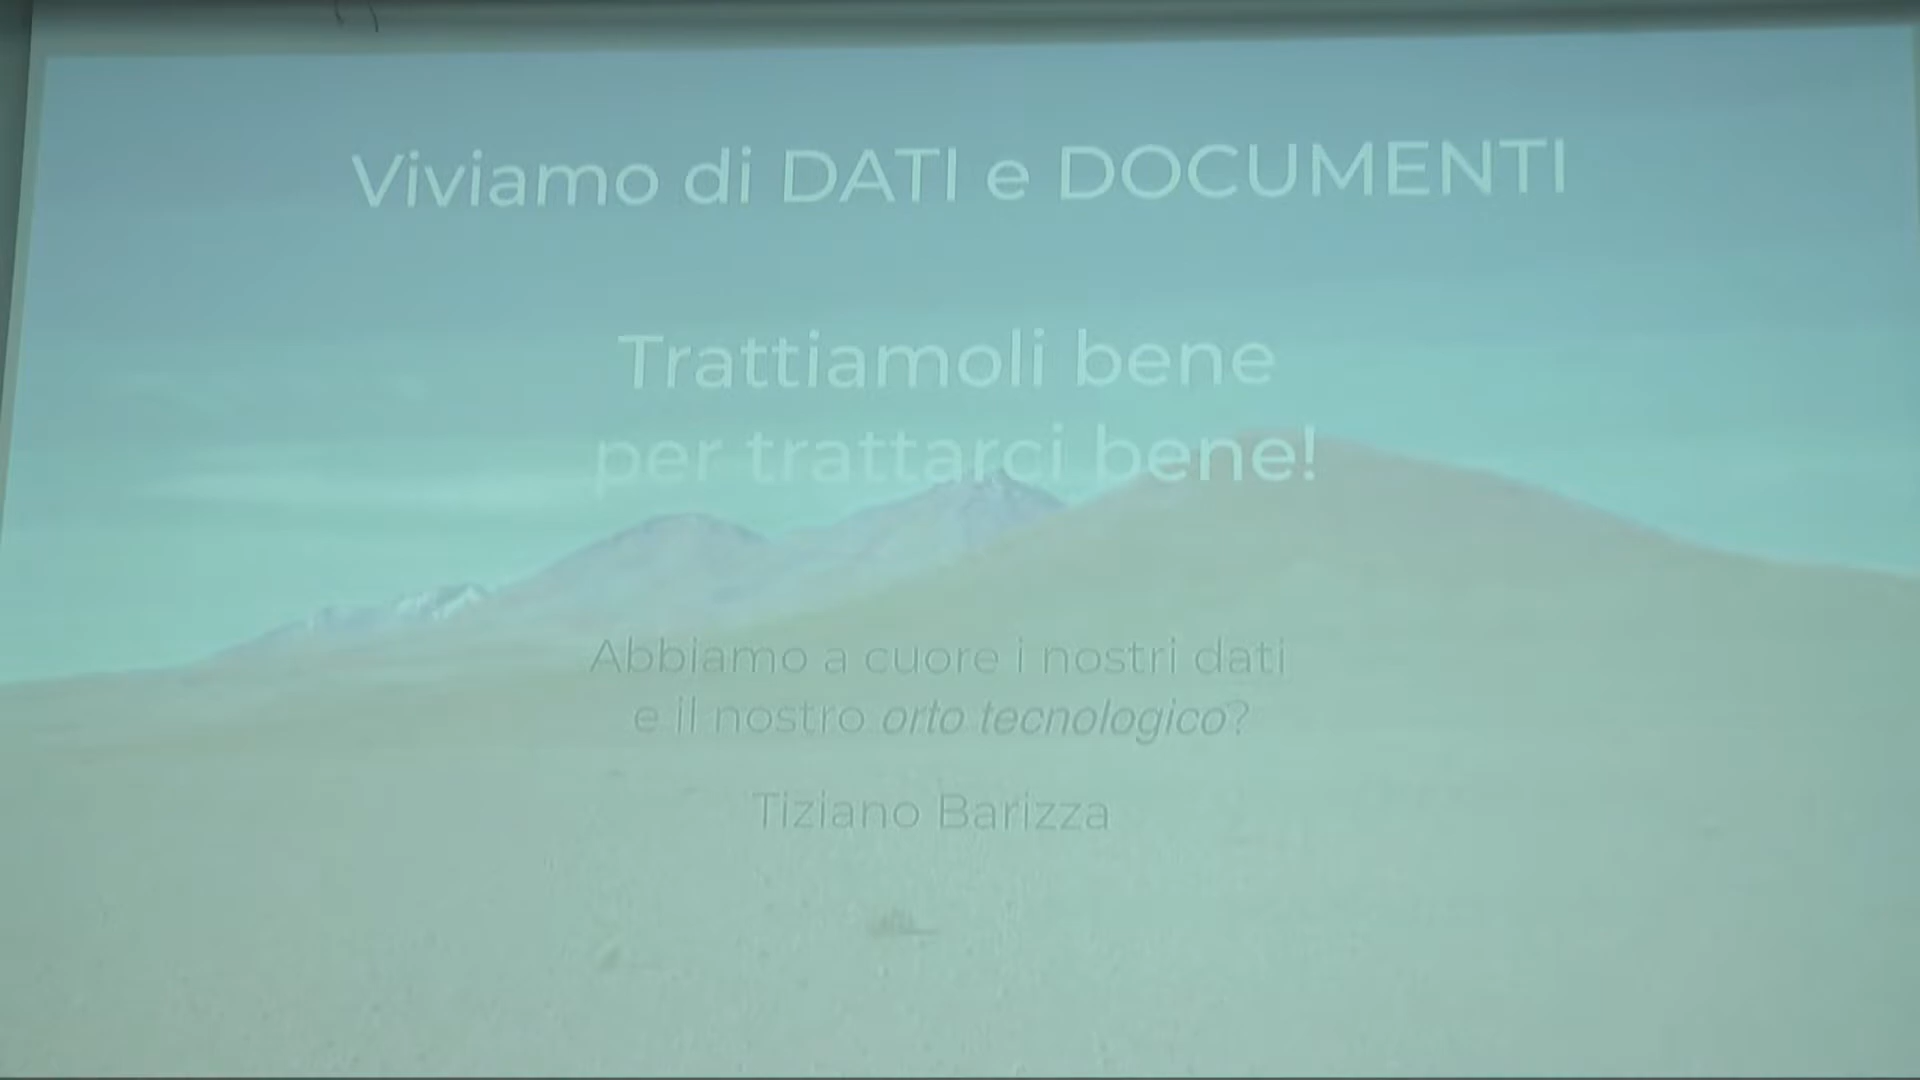 Viviamo di DATI e DOCUMENTI
Trattiamoli bene
per trattarci bene!
Abbiamo a cuore i nostri dati
e il nostro orto tecnologico?
Tiziano Barizza